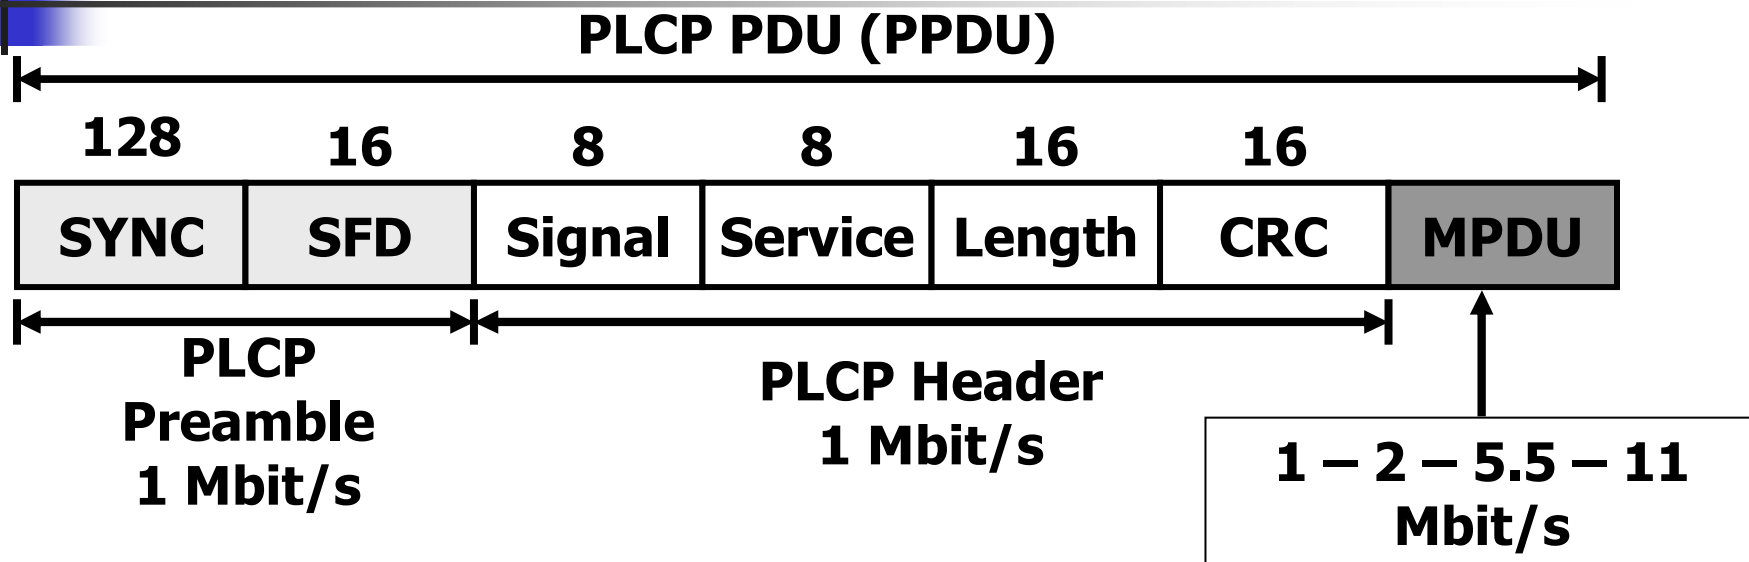 PLCP PDU (PPDU)
128 16 8 8 16 16
SYNC SFD Signal Service Length CRC MPDU
PLCP
Preamble
1 Mbit/s
PLCP Header
1 Mbit/s
1 – 2 – 5.5 – 11
Mbit/s